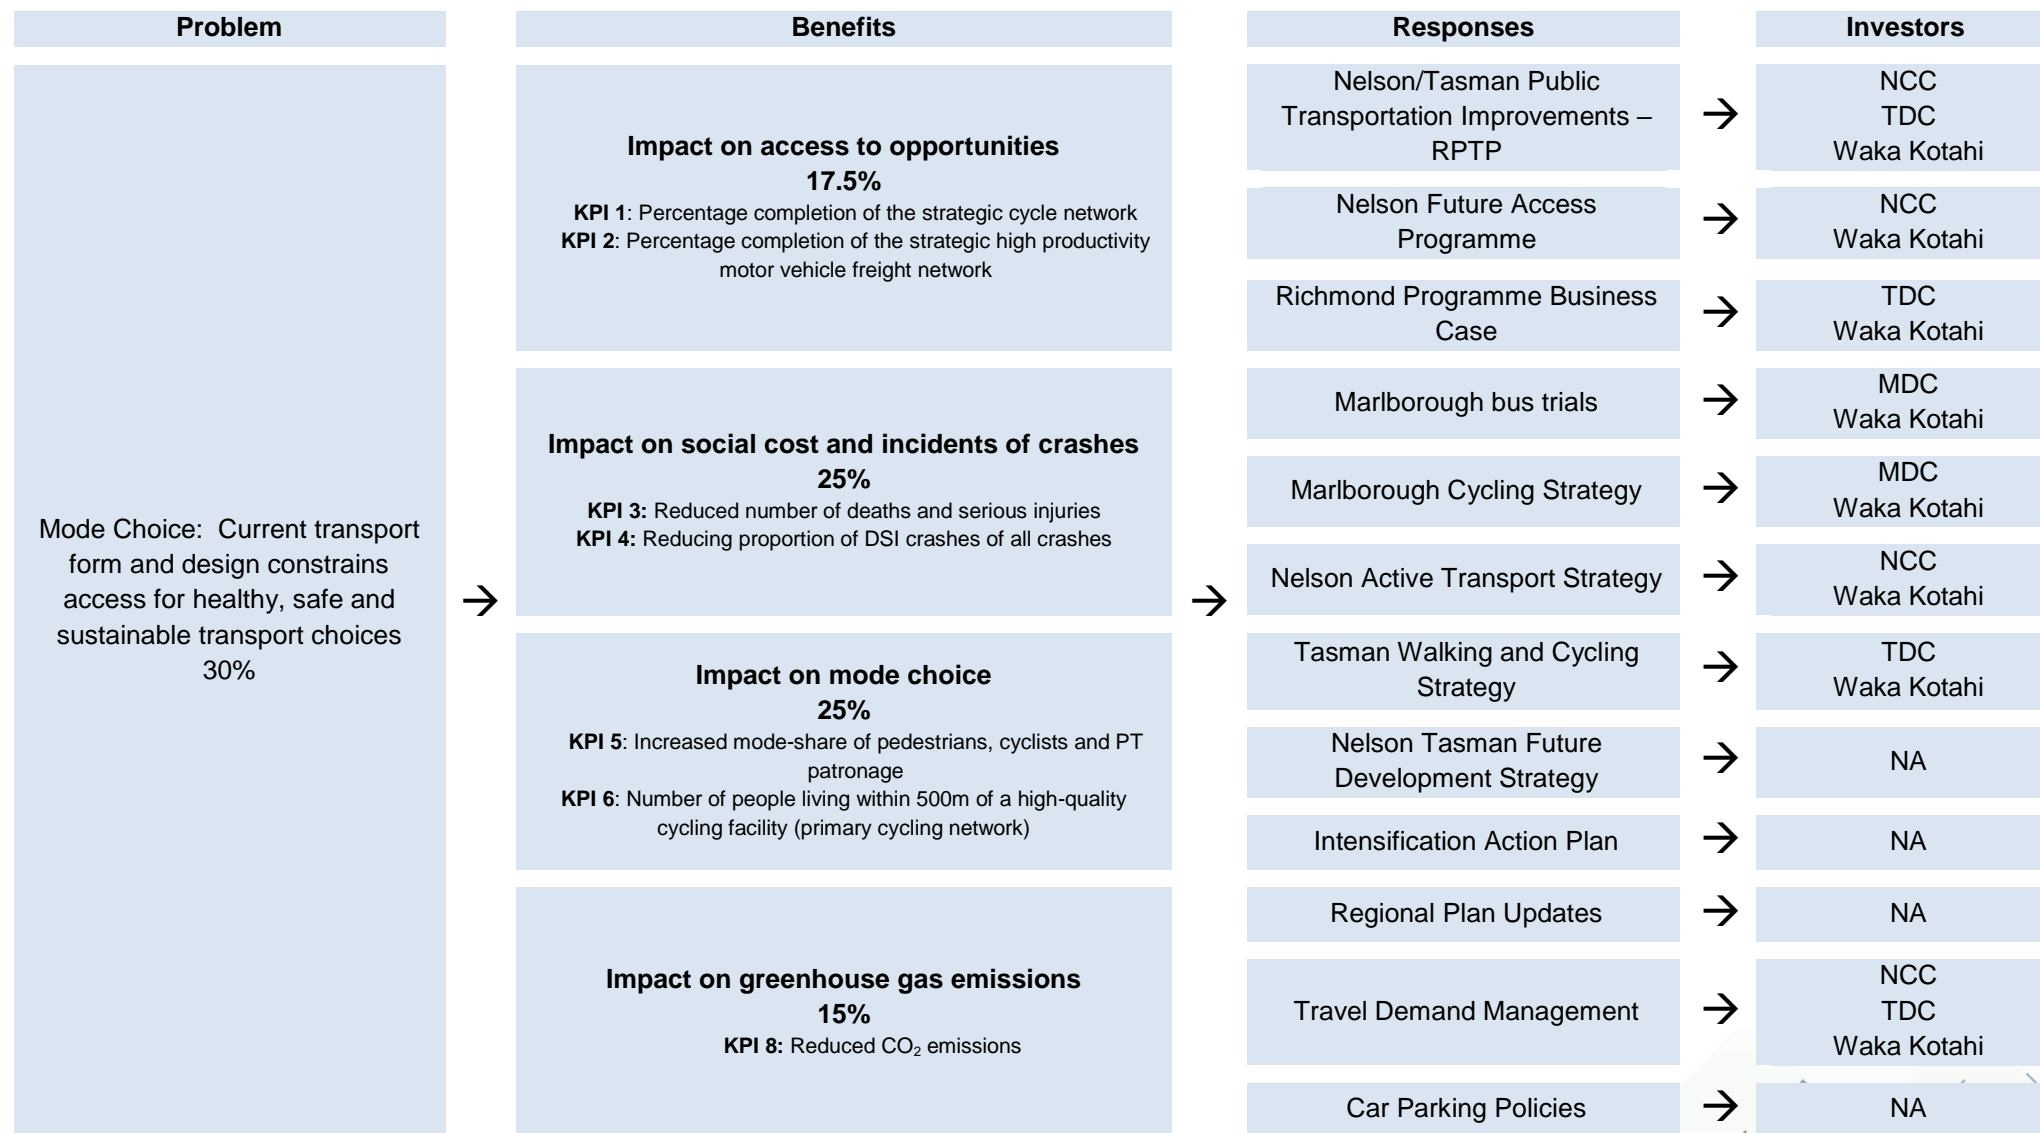 Problem
Benefits
Responses
Investors
Mode Choice:  Current transport
form and design constrains
access for healthy, safe and
sustainable transport choices
30%
→
Impact on access to opportunities
17.5%
KPI 1: Percentage completion of the strategic cycle network
KPI 2: Percentage completion of the strategic high productivity
motor vehicle freight network
Impact on social cost and incidents of crashes
25%
KPI 3: Reduced number of deaths and serious injuries
KPI 4: Reducing proportion of DSI crashes of all crashes
Impact on mode choice
25%
KPI 5: Increased mode-share of pedestrians, cyclists and PT
patronage
KPI 6: Number of people living within 500m of a high-quality
cycling facility (primary cycling network)
Impact on greenhouse gas emissions
15%
KPI 8: Reduced CO₂ emissions
→
Nelson/Tasman Public
Transportation Improvements –
RPTP
→
NCC
TDC
Waka Kotahi
Nelson Future Access
Programme
→
NCC
Waka Kotahi
Richmond Programme Business
Case
→
TDC
Waka Kotahi
Marlborough bus trials
→
MDC
Waka Kotahi
Marlborough Cycling Strategy
→
MDC
Waka Kotahi
Nelson Active Transport Strategy
→
NCC
Waka Kotahi
Tasman Walking and Cycling
Strategy
→
TDC
Waka Kotahi
Nelson Tasman Future
Development Strategy
→
NA
Intensification Action Plan
→
NA
Regional Plan Updates
→
NA
Travel Demand Management
→
NCC
TDC
Waka Kotahi
Car Parking Policies
→
NA